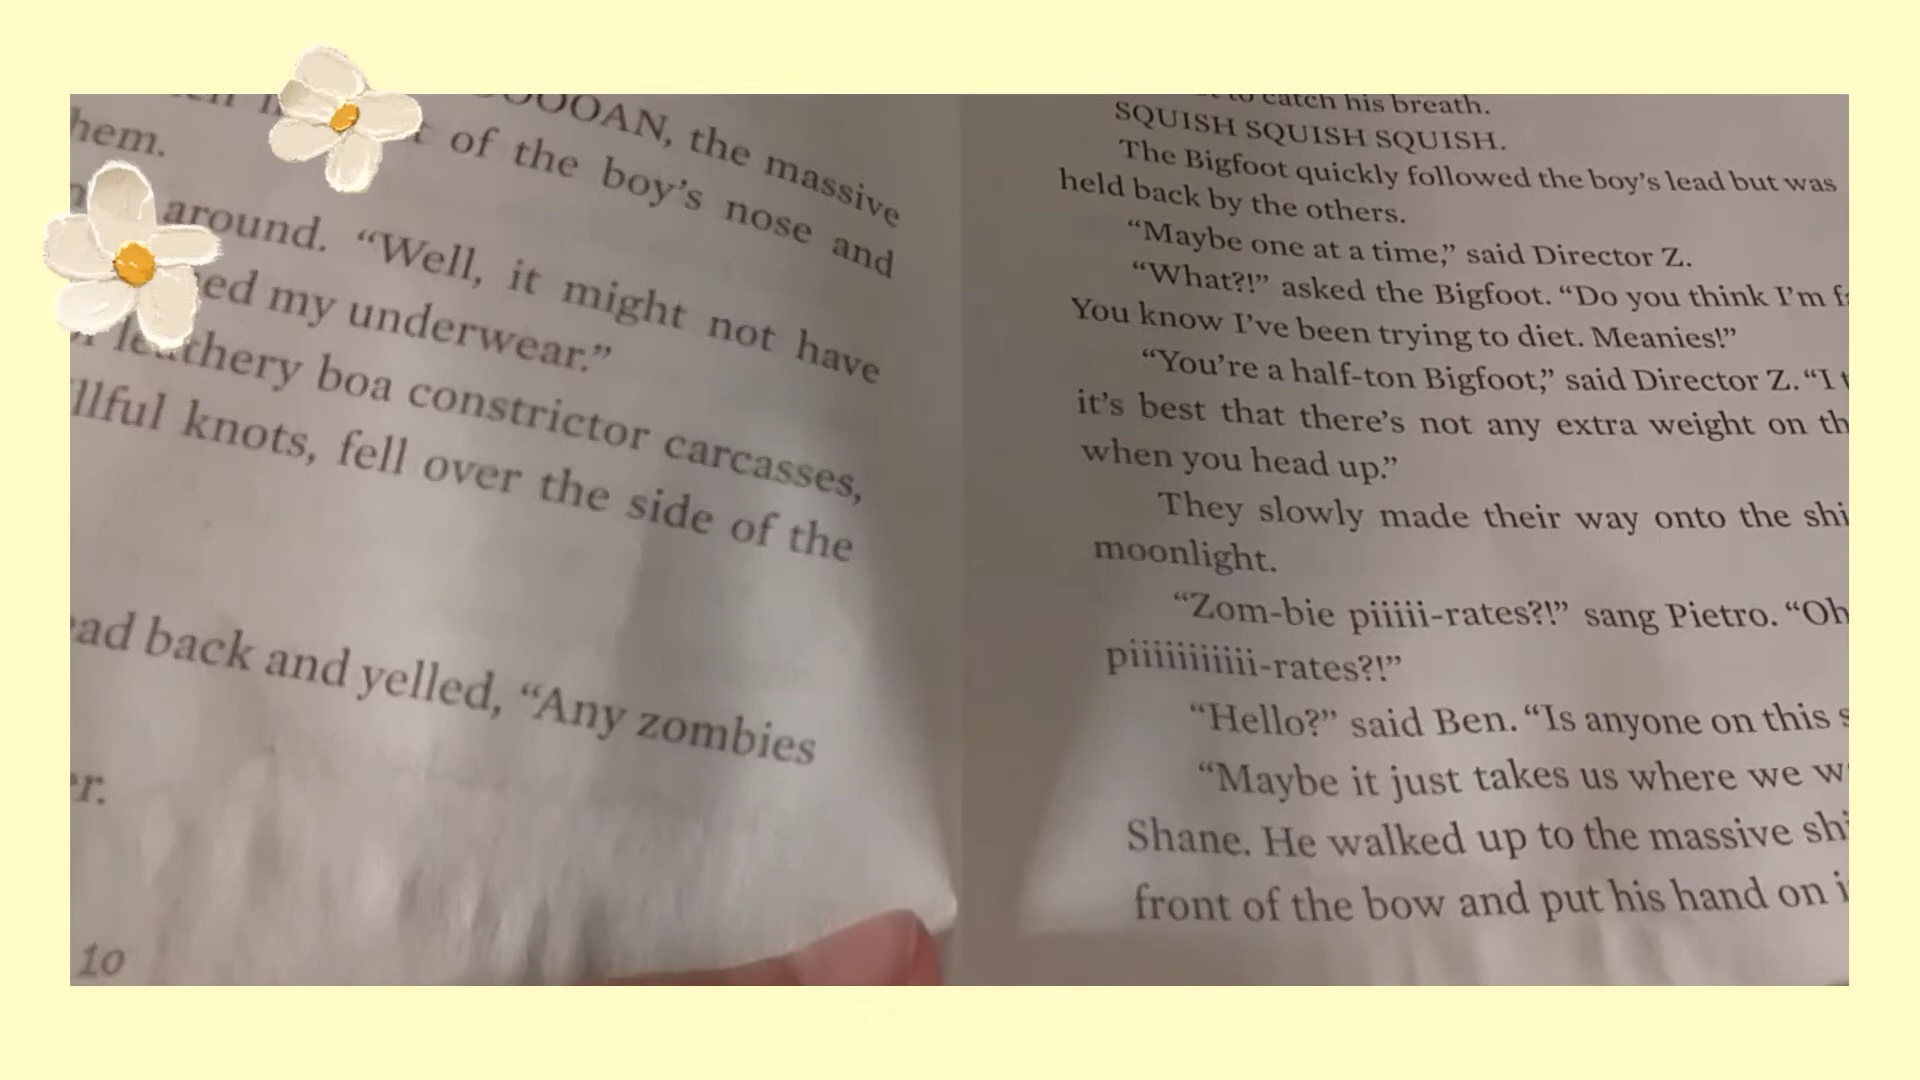 OOOOAN, the massive
of the boy's nose and
hem.
around. "Well, it might not have
ed my underwear."
leathery boa constrictor carcasses,
llful knots, fell over the side of the
ad back and yelled, "Any zombies
er.
10
to catch his breath.
SQUISH SQUISH SQUISH.
The Bigfoot quickly followed the boy's lead but was
held back by the others.
"Maybe one at a time," said Director Z.
"What?!" asked the Bigfoot. "Do you think I'm
You know I've been trying to diet. Meanies!"
"You're a half-ton Bigfoot," said Director Z. "I
it's best that there's not any extra weight on th
when you head up."
They slowly made their way onto the shi
moonlight.
"Zom-bie piiiii-rates?!" sang Pietro. "Oh
piiiiiiiiiii-rates?!"
"Hello?" said Ben. "Is anyone on this s
"Maybe it just takes us where we w
Shane. He walked up to the massive shi
front of the bow and put his hand on i